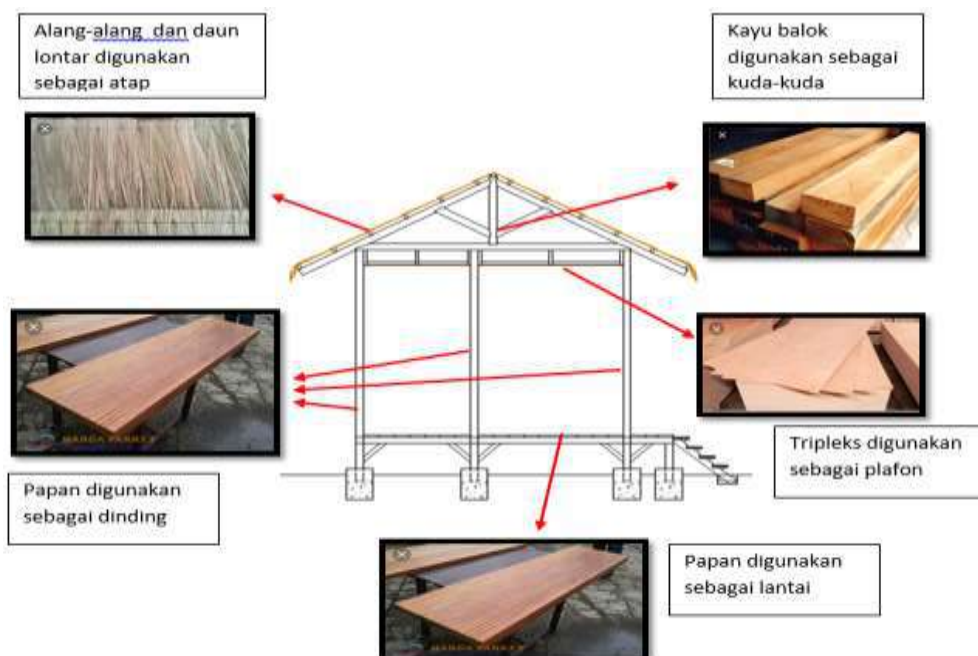 Alang-alang dan daun
lontar digunakan
sebagai atap
Kayu balok
digunakan sebagai
kuda-kuda
Tripleks digunakan
sebagai plafon
Papan digunakan
sebagai dinding
Papan digunakan
sebagai lantai